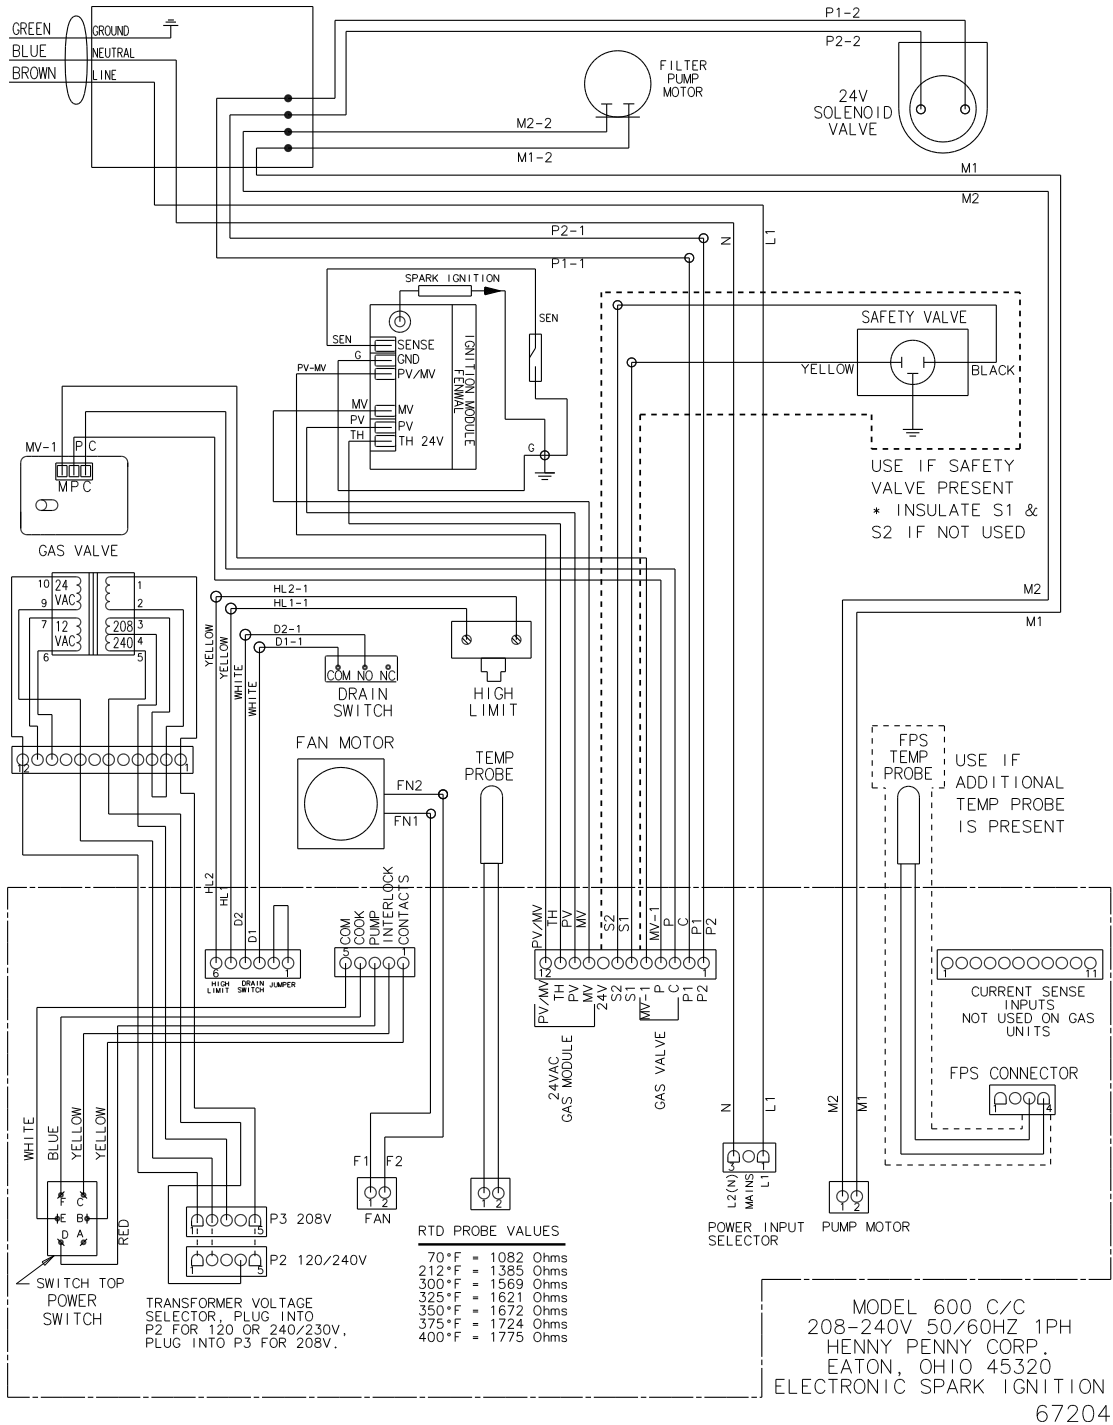 GREEN
GROUND
BLUE
NEUTRAL
BROWN
LINE
P1-2
P2-2
FILTER
PUMP
MOTOR
24V
SOLENOID
VALVE
M2-2
M1-2
M1
M2
N
L1
P2-1
P1-1
SPARK IGNITION
SEN
SEN
SENSE
G
GND
PV-MV
PV/MV
MV
MV
PV
PV
TH
TH 24V
IGNITION MODULE
FENWAL
G
SAFETY VALVE
YELLOW
BLACK
USE IF SAFETY
VALVE PRESENT
* INSULATE S1 &
S2 IF NOT USED
MV-1
P
C
M P C
GAS VALVE
10
24
VAC
9
7
12
VAC
6
1
2
208
3
240
4
5
12
1
HL2-1
HL1-1
D2-1
D1-1
YELLOW
YELLOW
WHITE
WHITE
COM NO NC
DRAIN
SWITCH
HIGH
LIMIT
M2
M1
FAN MOTOR
FN2
FN1
TEMP
PROBE
FPS
TEMP
PROBE
USE IF
ADDITIONAL
TEMP PROBE
IS PRESENT
HL2
HL1
D2
D1
6
1
HIGH
LIMIT
DRAIN
SWITCH
JUMPER
COM
COOK
PUMP
INTERLOCK
CONTACTS
5
1
PV/MV
TH
PV
MV
S2
S1
MV-1
P
C
P1
P2
12
1
PV/MV
TH
PV
MV
24V
S2
S1
MV-1
P
C
P1
P2
24VAC
GAS MODULE
GAS VALVE
1
11
CURRENT SENSE
INPUTS
NOT USED ON GAS
UNITS
FPS CONNECTOR
1
4
WHITE
BLUE
YELLOW
YELLOW
F
C
E
B
D
A
RED
SWITCH TOP
POWER
SWITCH
P3 208V
1
5
P2 120/240V
1
5
TRANSFORMER VOLTAGE
SELECTOR, PLUG INTO
P2 FOR 120 OR 240/230V,
PLUG INTO P3 FOR 208V.
F1
F2
1 2
FAN
1 2
RTD PROBE VALUES
70°F = 1082 Ohms
212°F = 1385 Ohms
300°F = 1569 Ohms
325°F = 1621 Ohms
350°F = 1672 Ohms
375°F = 1724 Ohms
400°F = 1775 Ohms
N
L1
3
1
L2(N)
MAINS
L1
POWER INPUT
SELECTOR
M2
M1
1 2
PUMP MOTOR
MODEL 600 C/C
208-240V 50/60HZ 1PH
HENNY PENNY CORP.
EATON, OHIO 45320
ELECTRONIC SPARK IGNITION
67204